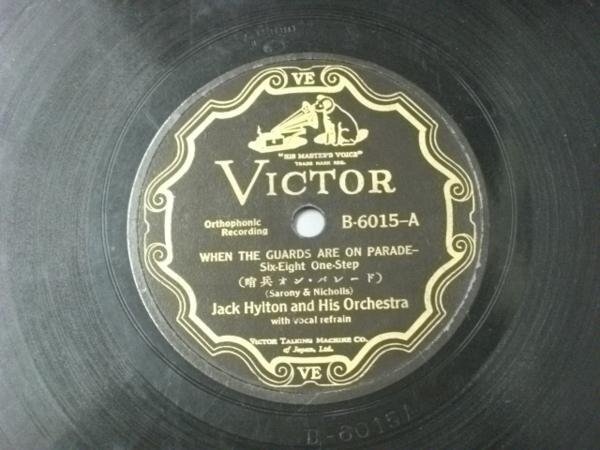 VE
"HIS MASTER'S VOICE"
TRADE MARK REG.
VICTOR
Orthophonic
Recording
B-6015-A
WHEN THE GUARDS ARE ON PARADE-
Six-Eight One-Step
(哨兵オン・パレード)
(Sarony & Nicholls)
Jack Hylton and His Orchestra
with vocal refrain
VICTOR TALKING MACHINE CO.
of Japan, Ltd.
VE
B-6015